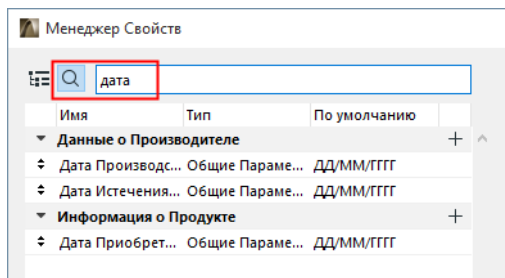 Менеджер Свойств
дата
Имя Тип По умолчанию
Данные о Производителе
Дата Производс... Общие Параме... ДД/ММ/ГГГГ
Дата Истечения... Общие Параме... ДД/ММ/ГГГГ
Информация о Продукте
Дата Приобрет... Общие Параме... ДД/ММ/ГГГГ